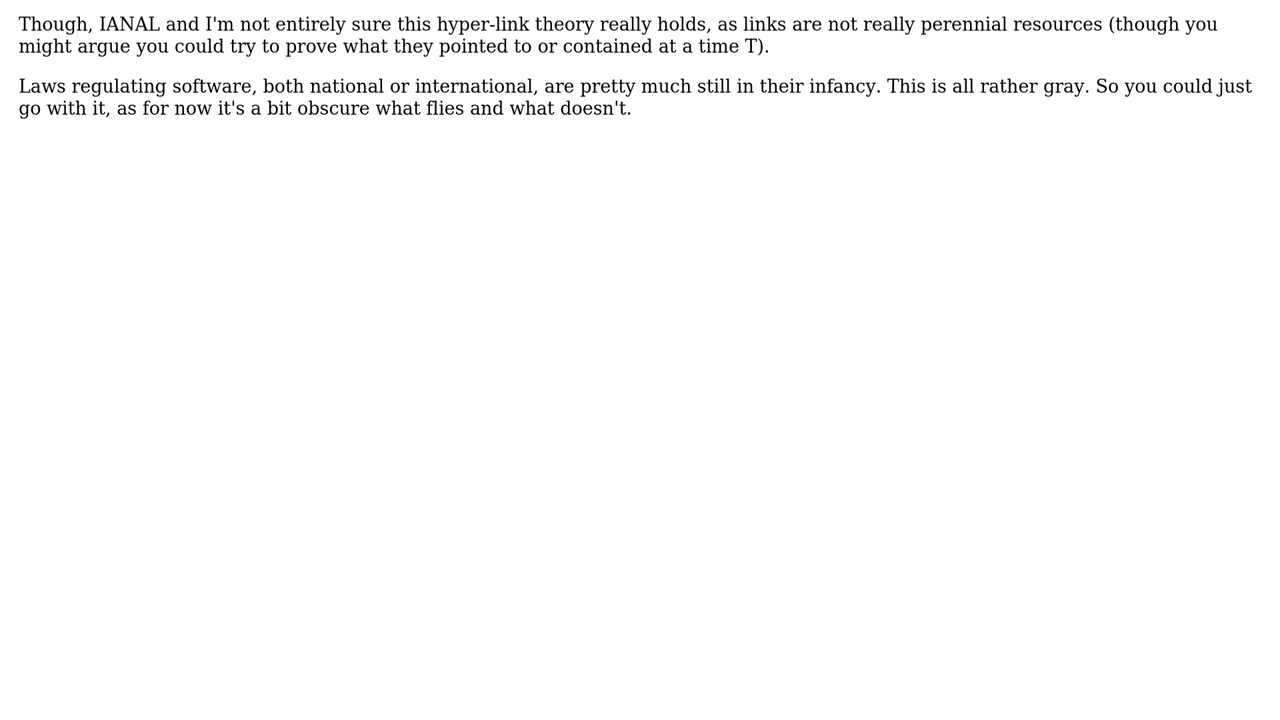 Though, IANAL and I'm not entirely sure this hyper-link theory really holds, as links are not really perennial resources (though you
might argue you could try to prove what they pointed to or contained at a time T).
Laws regulating software, both national or international, are pretty much still in their infancy. This is all rather gray. So you could just
go with it, as for now it's a bit obscure what flies and what doesn't.